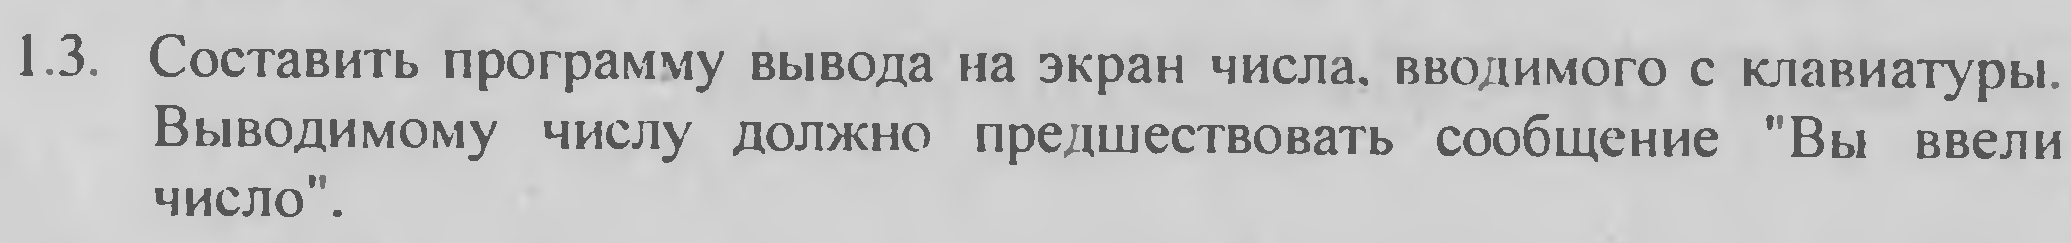 1.3. Составить программу вывода на экран числа, вводимого с клавиатуры.
Выводимому числу должно предшествовать сообщение "Вы ввели
число".